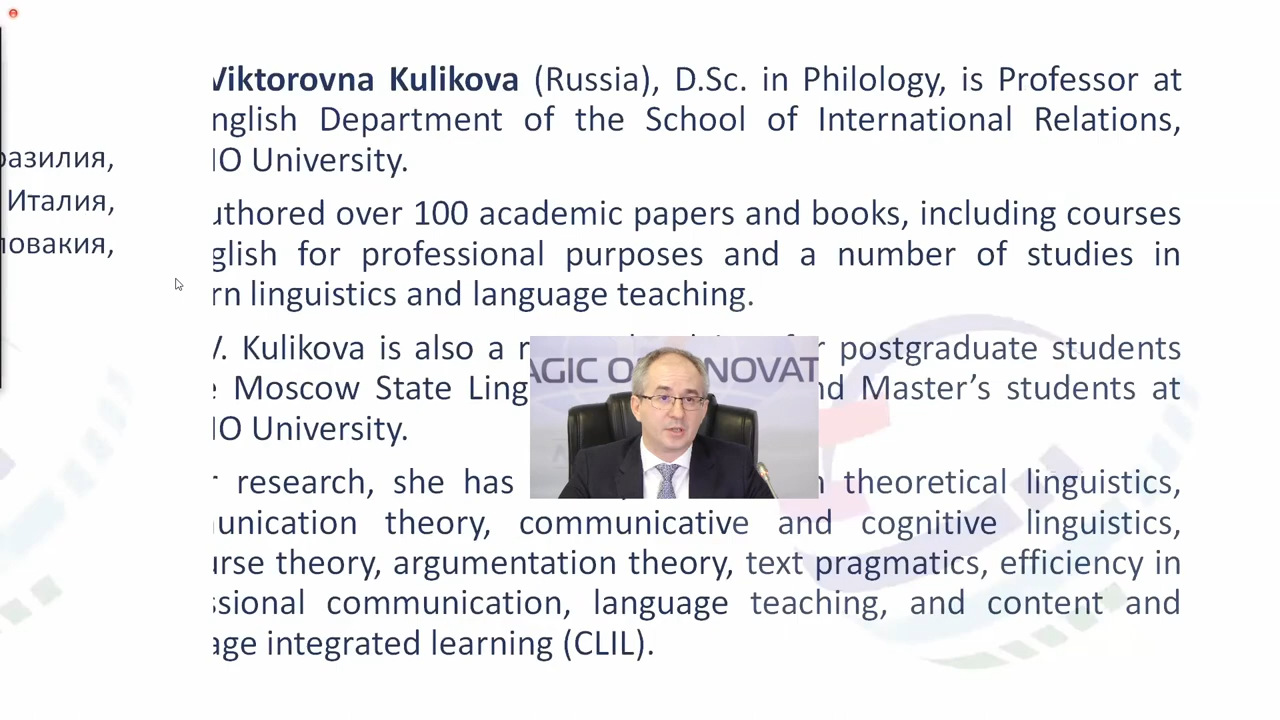 Viktorovna Kulikova (Russia), D.Sc. in Philology, is Professor at
nglish Department of the School of International Relations,
IO University.
разилия,
Италия,
ловакия,
uthored over 100 academic papers and books, including courses
glish for professional purposes and a number of studies in
rn linguistics and language teaching.
V. Kulikova is also a postgraduate students
e Moscow State Ling nd Master's students at
IO University.
AGIC O NNOVAT
r research, she has theoretical linguistics,
unication theory, communicative and cognitive linguistics,
urse theory, argumentation theory, text pragmatics, efficiency in
ssional communication, language teaching, and content and
age integrated learning (CLIL).